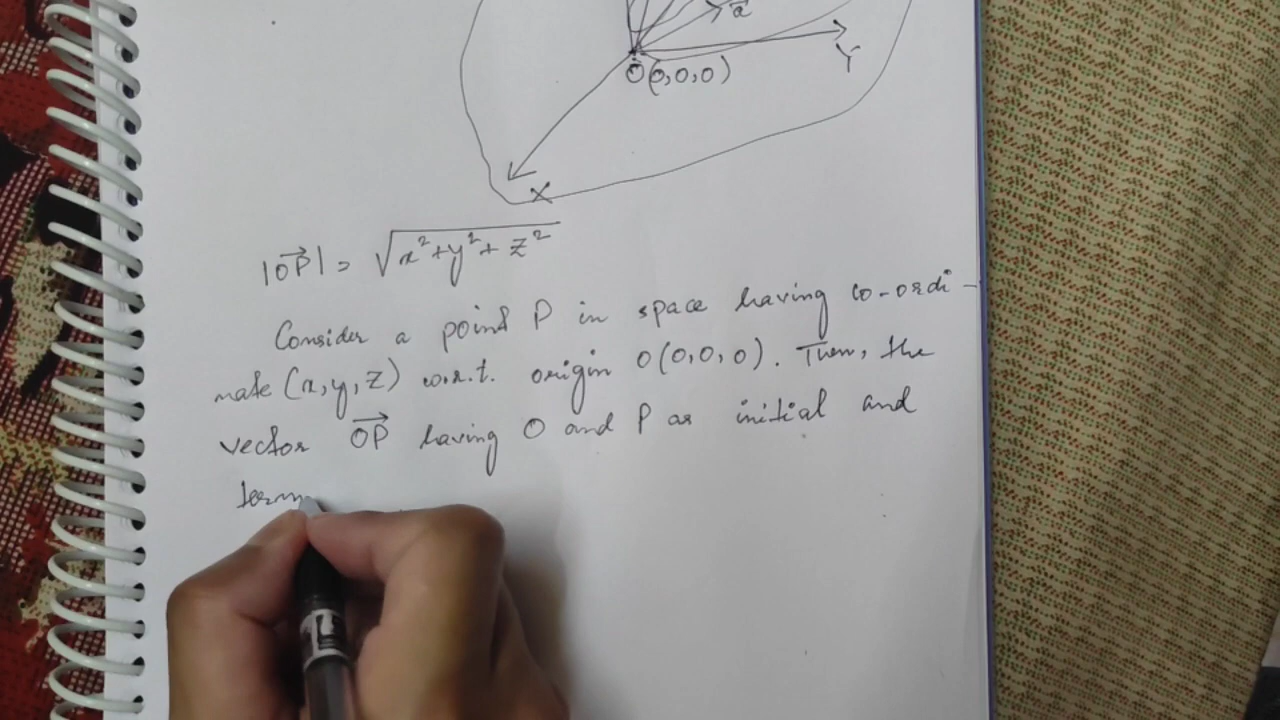 a⃗
Y
O(0,0,0)
X
|OP⃗| = √x²+y²+z²
Consider a point P in space having co-ordi-
nate (x,y,z) w.r.t. origin O(0,0,0). Then, the
vector OP⃗ having O and P as initial and
term